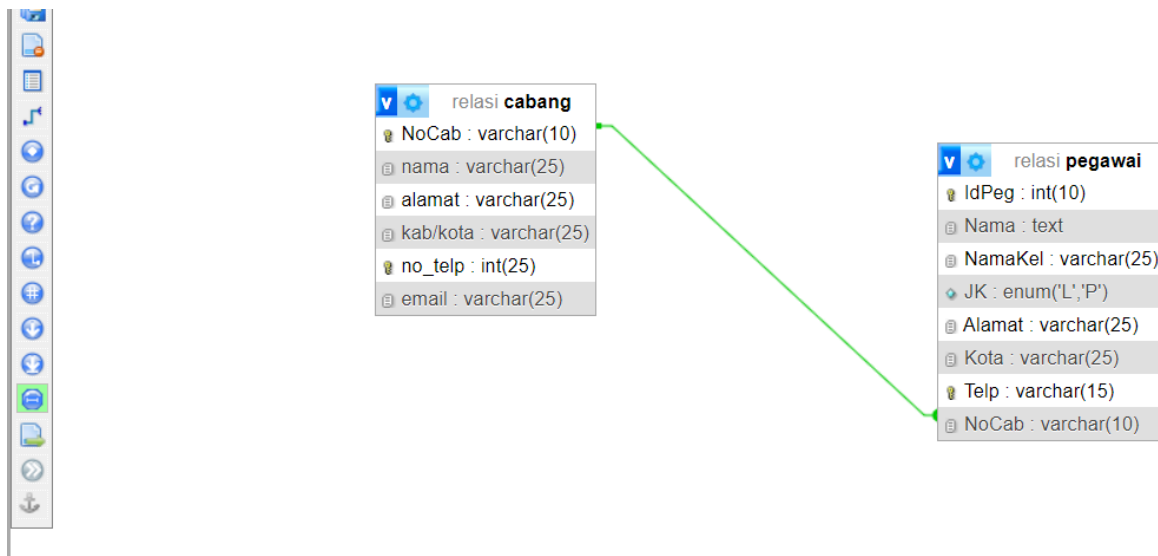 v relasi cabang
NoCab : varchar(10)
nama : varchar(25)
alamat : varchar(25)
kab/kota : varchar(25)
no_telp : int(25)
email : varchar(25)
v relasi pegawai
IdPeg : int(10)
Nama : text
NamaKel : varchar(25)
JK : enum('L','P')
Alamat : varchar(25)
Kota : varchar(25)
Telp : varchar(15)
NoCab : varchar(10)